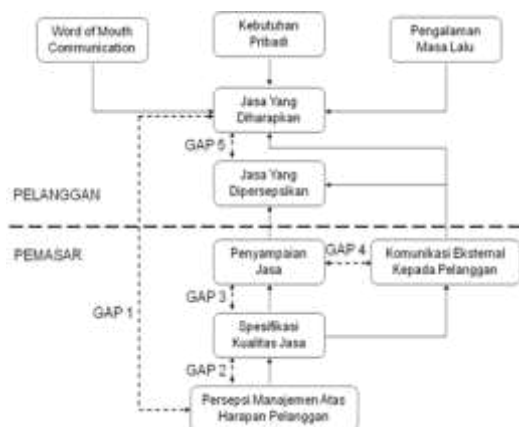 Word of Mouth
Communication
Kebutuhan
Pribadi
Pengalaman
Masa Lalu
Jasa Yang
Diharapkan
GAP 5
Jasa Yang
Dipersepsikan
PELANGGAN
PEMASAR
Penyampaian
Jasa
GAP 4
Komunikasi Eksternal
Kepada Pelanggan
GAP 1
GAP 3
Spesifikasi
Kualitas Jasa
GAP 2
Persepsi Manajemen Atas
Harapan Pelanggan